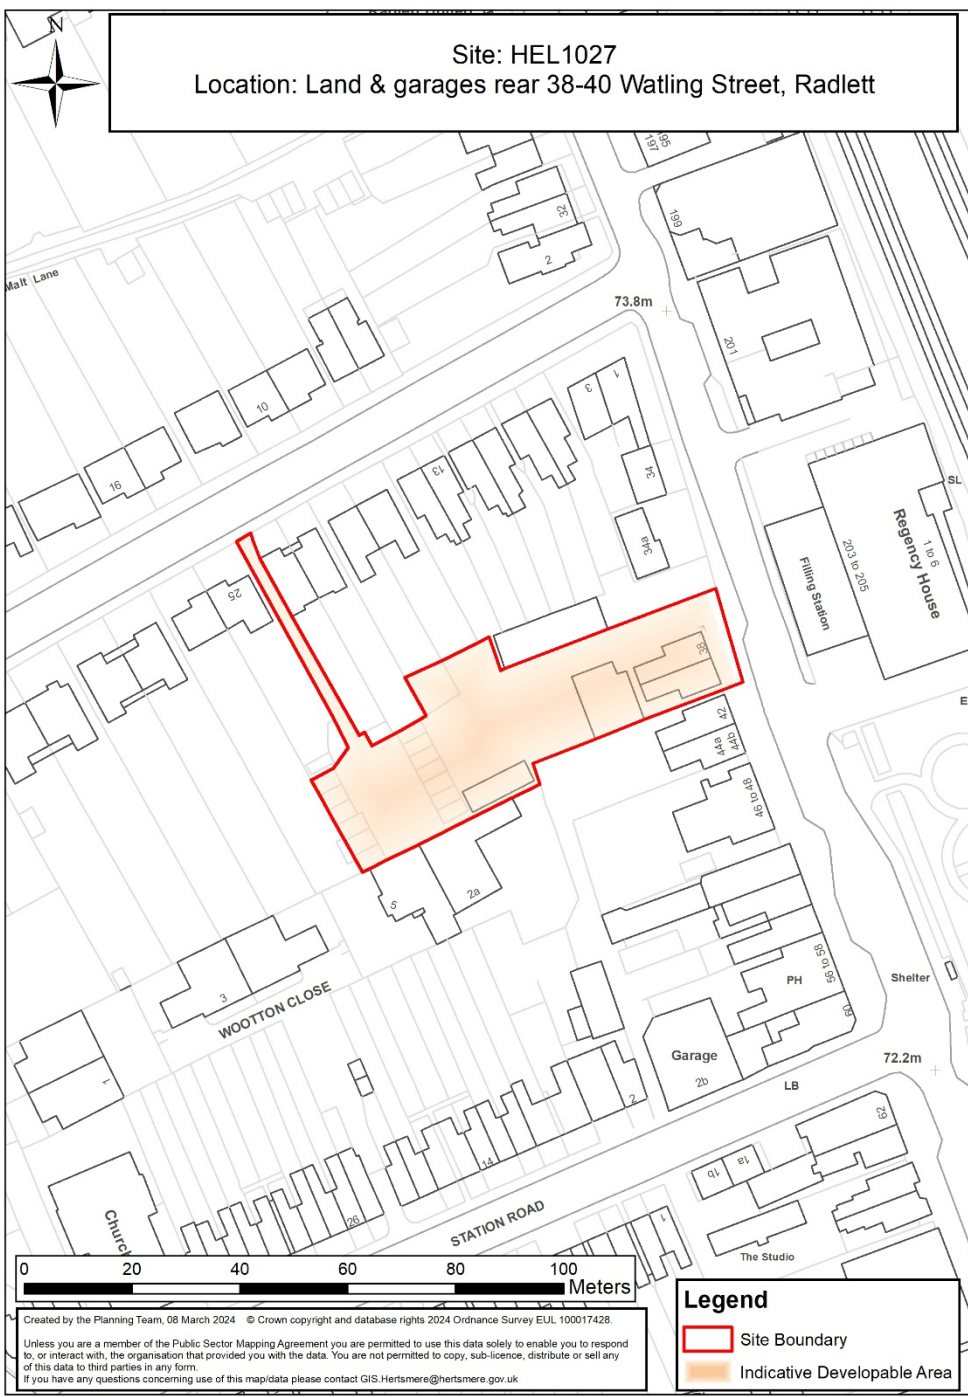 N
Site: HEL1027
Location: Land & garages rear 38-40 Watling Street, Radlett
195
197
199
32
2
Malt Lane
73.8m
201
1
3
10
34
13
16
SL
34a
Regency House
1 to 6
203 to 205
Filling Station
25
38
E
42
44a
44b
46 to 48
5
2a
56 to 58
PH
Shelter
3
WOOTTON CLOSE
60
Garage
72.2m
2b
LB
1
2
62
14
1a
1b
Church
26
STATION ROAD
1
The Studio
0 20 40 60 80 100
Meters
Created by the Planning Team, 08 March 2024 © Crown copyright and database rights 2024 Ordnance Survey EUL 100017428.
Unless you are a member of the Public Sector Mapping Agreement you are permitted to use this data solely to enable you to respond
to, or interact with, the organisation that provided you with the data. You are not permitted to copy, sub-licence, distribute or sell any
of this data to third parties in any form.
If you have any questions concerning use of this map/data please contact GIS.Hertsmere@hertsmere.gov.uk
Legend
Site Boundary
Indicative Developable Area